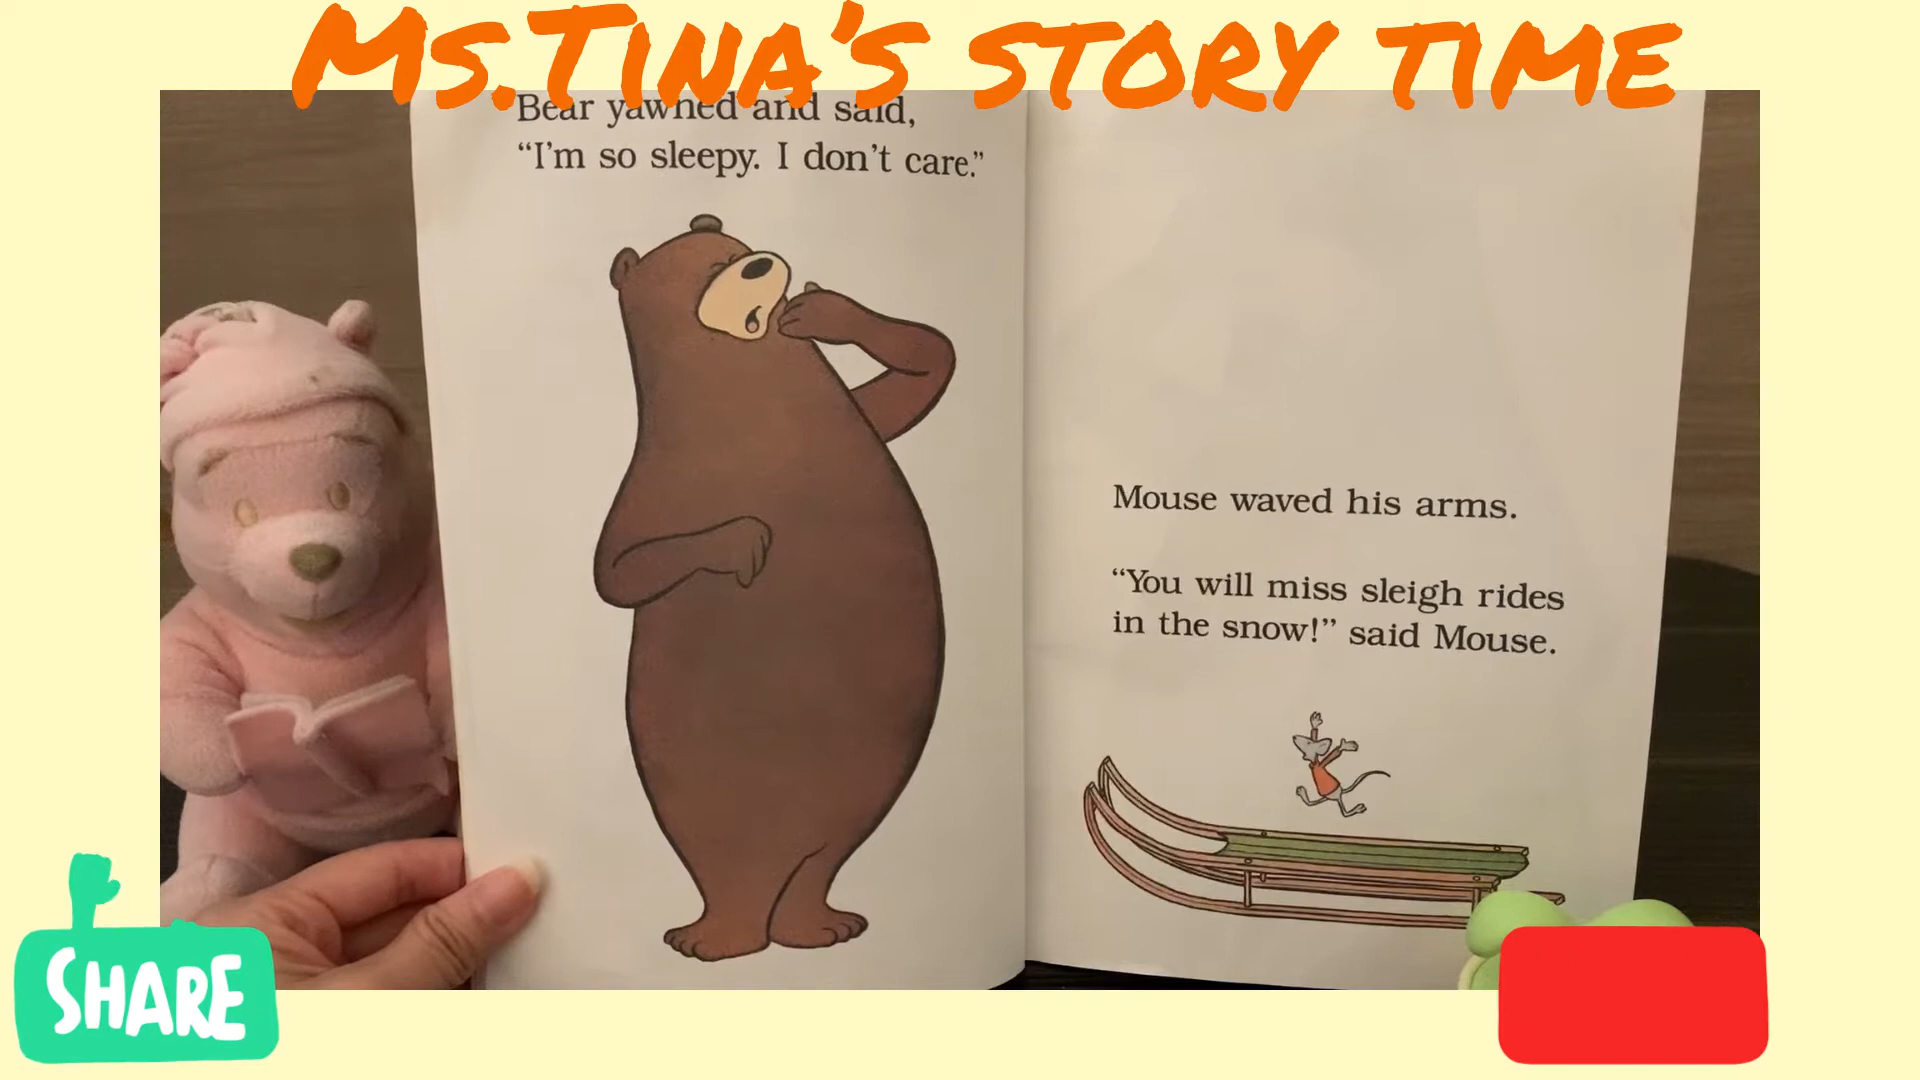 Ms.Tina's story time
Bear yawned and said,
“I'm so sleepy. I don't care.”
Mouse waved his arms.
“You will miss sleigh rides
in the snow!” said Mouse.
SHARE